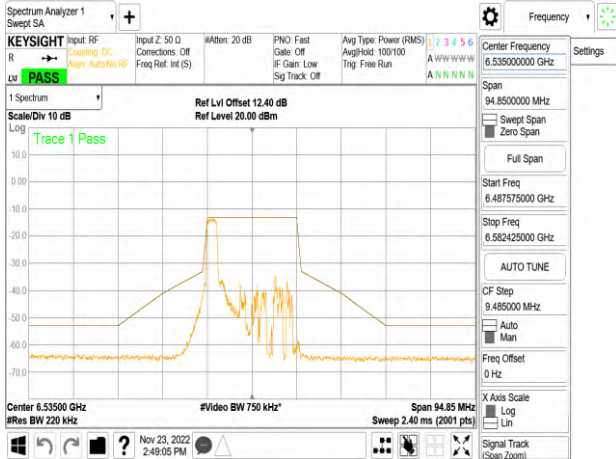 Spectrum Analyzer 1
Swept SA
+
Frequency
KEYSIGHT
R
LXI
PASS
Input: RF
Coupling: DC
Align: Auto/No RF
Input Z: 50 Ω
Corrections: Off
Freq Ref: Int (S)
#Atten: 20 dB
PNO: Fast
Gate: Off
IF Gain: Low
Sig Track: Off
Avg Type: Power (RMS)
Avg|Hold: 100/100
Trig: Free Run
1 2 3 4 5 6
A W W W W W
A N N N N N
1 Spectrum
Scale/Div 10 dB
Ref Lvl Offset 12.40 dB
Ref Level 20.00 dBm
Log
Trace 1 Pass
10.0
0.00
-10.0
-20.0
-30.0
-40.0
-50.0
-60.0
-70.0
Center 6.53500 GHz
#Res BW 220 kHz
#Video BW 750 kHz*
Span 94.85 MHz
Sweep 2.40 ms (2001 pts)
?
Nov 23, 2022
2:49:05 PM
Center Frequency
6.535000000 GHz
Settings
Span
94.8500000 MHz
Swept Span
Zero Span
Full Span
Start Freq
6.487575000 GHz
Stop Freq
6.582425000 GHz
AUTO TUNE
CF Step
9.485000 MHz
Auto
Man
Freq Offset
0 Hz
X Axis Scale
Log
Lin
Signal Track
(Span Zoom)